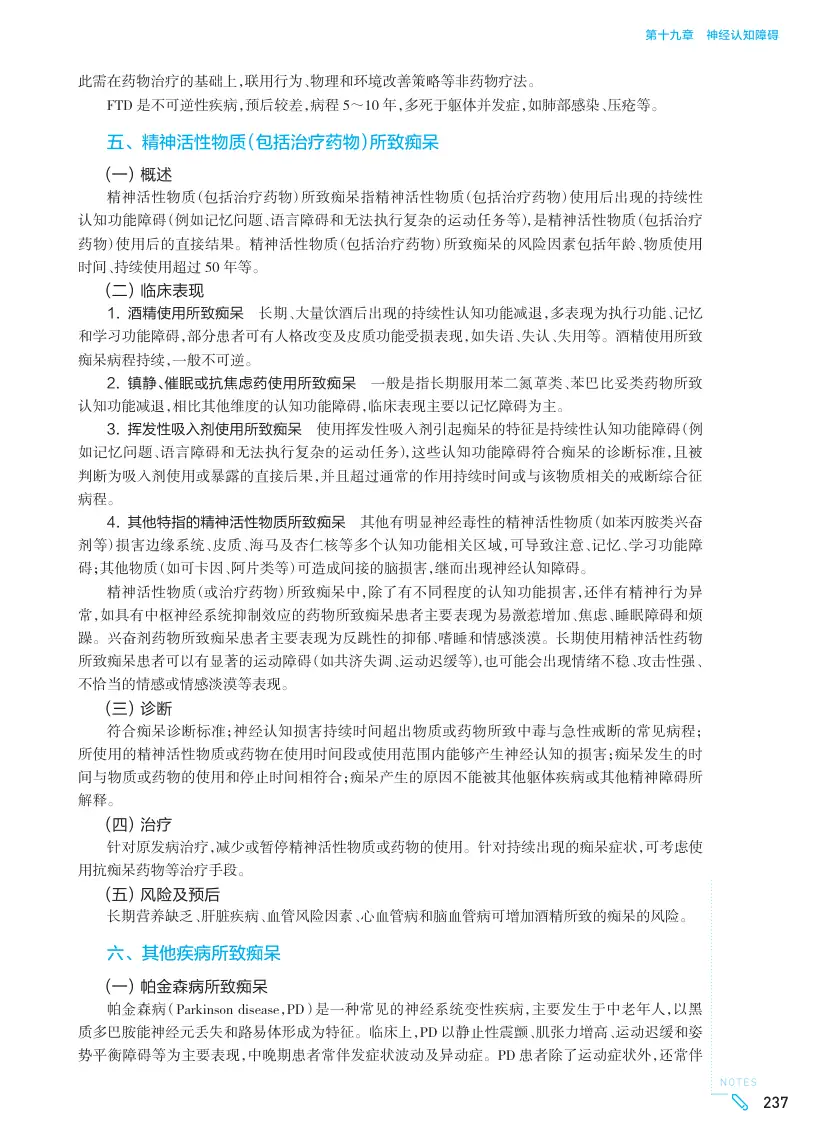 第十九章 神经认知障碍
此需在药物治疗的基础上,联用行为、物理和环境改善策略等非药物疗法。
FTD 是不可逆性疾病,预后较差,病程 5～10 年,多死于躯体并发症,如肺部感染、压疮等。
五、精神活性物质(包括治疗药物)所致痴呆
(一) 概述
精神活性物质(包括治疗药物)所致痴呆指精神活性物质(包括治疗药物)使用后出现的持续性
认知功能障碍(例如记忆问题、语言障碍和无法执行复杂的运动任务等),是精神活性物质(包括治疗
药物)使用后的直接结果。精神活性物质(包括治疗药物)所致痴呆的风险因素包括年龄、物质使用
时间、持续使用超过 50 年等。
(二) 临床表现
1. 酒精使用所致痴呆 长期、大量饮酒后出现的持续性认知功能减退,多表现为执行功能、记忆
和学习功能障碍,部分患者可有人格改变及皮质功能受损表现,如失语、失认、失用等。酒精使用所致
痴呆病程持续,一般不可逆。
2. 镇静、催眠或抗焦虑药使用所致痴呆 一般是指长期服用苯二氮䓬类、苯巴比妥类药物所致
认知功能减退,相比其他维度的认知功能障碍,临床表现主要以记忆障碍为主。
3. 挥发性吸入剂使用所致痴呆 使用挥发性吸入剂引起痴呆的特征是持续性认知功能障碍(例
如记忆问题、语言障碍和无法执行复杂的运动任务),这些认知功能障碍符合痴呆的诊断标准,且被
判断为吸入剂使用或暴露的直接后果,并且超过通常的作用持续时间或与该物质相关的戒断综合征
病程。
4. 其他特指的精神活性物质所致痴呆 其他有明显神经毒性的精神活性物质(如苯丙胺类兴奋
剂等)损害边缘系统、皮质、海马及杏仁核等多个认知功能相关区域,可导致注意、记忆、学习功能障
碍;其他物质(如可卡因、阿片类等)可造成间接的脑损害,继而出现神经认知障碍。
精神活性物质(或治疗药物)所致痴呆中,除了有不同程度的认知功能损害,还伴有精神行为异
常,如具有中枢神经系统抑制效应的药物所致痴呆患者主要表现为易激惹增加、焦虑、睡眠障碍和烦
躁。兴奋剂药物所致痴呆患者主要表现为反跳性的抑郁、嗜睡和情感淡漠。长期使用精神活性药物
所致痴呆患者可以有显著的运动障碍(如共济失调、运动迟缓等),也可能会出现情绪不稳、攻击性强、
不恰当的情感或情感淡漠等表现。
(三) 诊断
符合痴呆诊断标准;神经认知损害持续时间超出物质或药物所致中毒与急性戒断的常见病程;
所使用的精神活性物质或药物在使用时间段或使用范围内能够产生神经认知的损害;痴呆发生的时
间与物质或药物的使用和停止时间相符合;痴呆产生的原因不能被其他躯体疾病或其他精神障碍所
解释。
(四) 治疗
针对原发病治疗,减少或暂停精神活性物质或药物的使用。针对持续出现的痴呆症状,可考虑使
用抗痴呆药物等治疗手段。
(五) 风险及预后
长期营养缺乏、肝脏疾病、血管风险因素、心血管病和脑血管病可增加酒精所致的痴呆的风险。
六、其他疾病所致痴呆
(一) 帕金森病所致痴呆
帕金森病(Parkinson disease,PD)是一种常见的神经系统变性疾病,主要发生于中老年人,以黑
质多巴胺能神经元丢失和路易体形成为特征。临床上,PD 以静止性震颤、肌张力增高、运动迟缓和姿
势平衡障碍等为主要表现,中晚期患者常伴发症状波动及异动症。PD 患者除了运动症状外,还常伴
NOTES
237